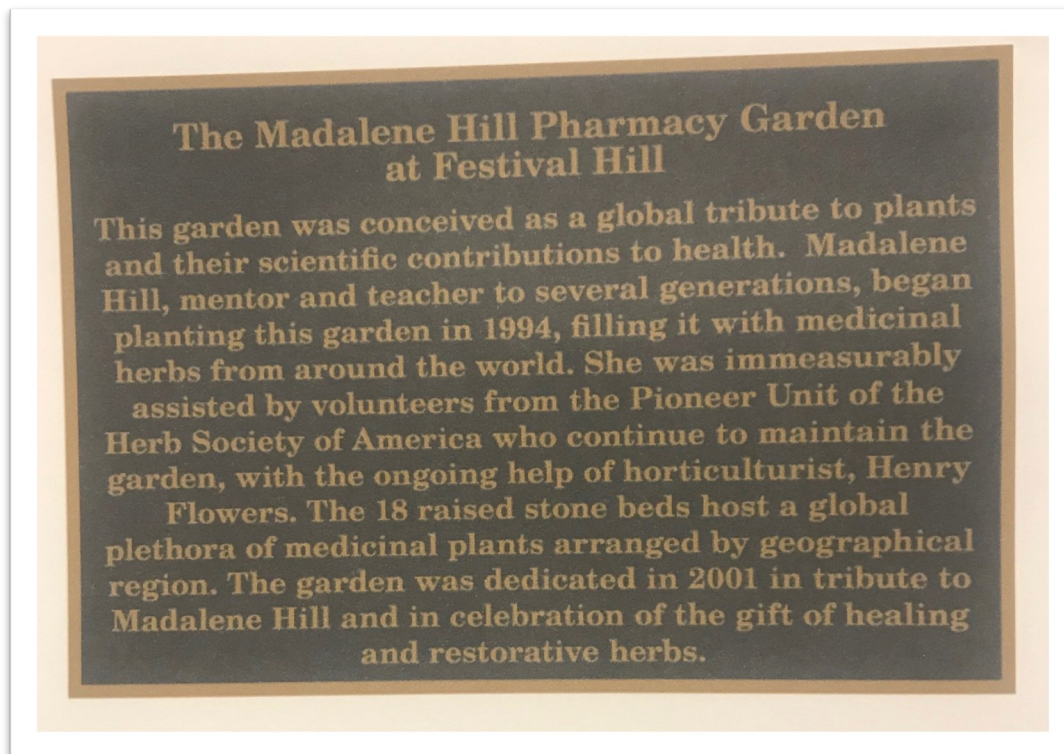 The Madalene Hill Pharmacy Garden
at Festival Hill
This garden was conceived as a global tribute to plants
and their scientific contributions to health.  Madalene
Hill, mentor and teacher to several generations, began
planting this garden in 1994, filling it with medicinal
herbs from around the world. She was immeasurably
assisted by volunteers from the Pioneer Unit of the
Herb Society of America who continue to maintain the
garden, with the ongoing help of horticulturist, Henry
Flowers. The 18 raised stone beds host a global
plethora of medicinal plants arranged by geographical
region. The garden was dedicated in 2001 in tribute to
Madalene Hill and in celebration of the gift of healing
and restorative herbs.